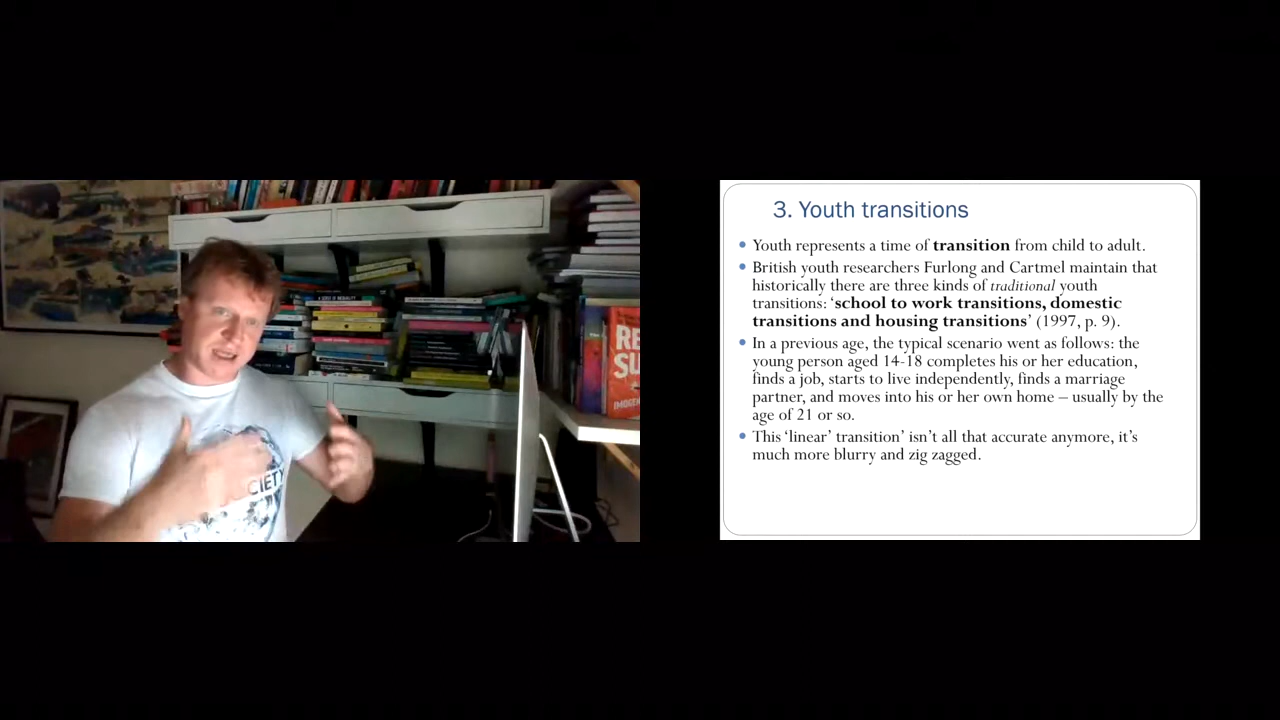 CIETY
RE
SU
IMOGEN
3. Youth transitions
• Youth represents a time of transition from child to adult.
• British youth researchers Furlong and Cartmel maintain that
historically there are three kinds of traditional youth
transitions: ‘school to work transitions, domestic
transitions and housing transitions’ (1997, p. 9).
• In a previous age, the typical scenario went as follows: the
young person aged 14-18 completes his or her education,
finds a job, starts to live independently, finds a marriage
partner, and moves into his or her own home – usually by the
age of 21 or so.
• This ‘linear’ transition’ isn’t all that accurate anymore, it’s
much more blurry and zig zagged.